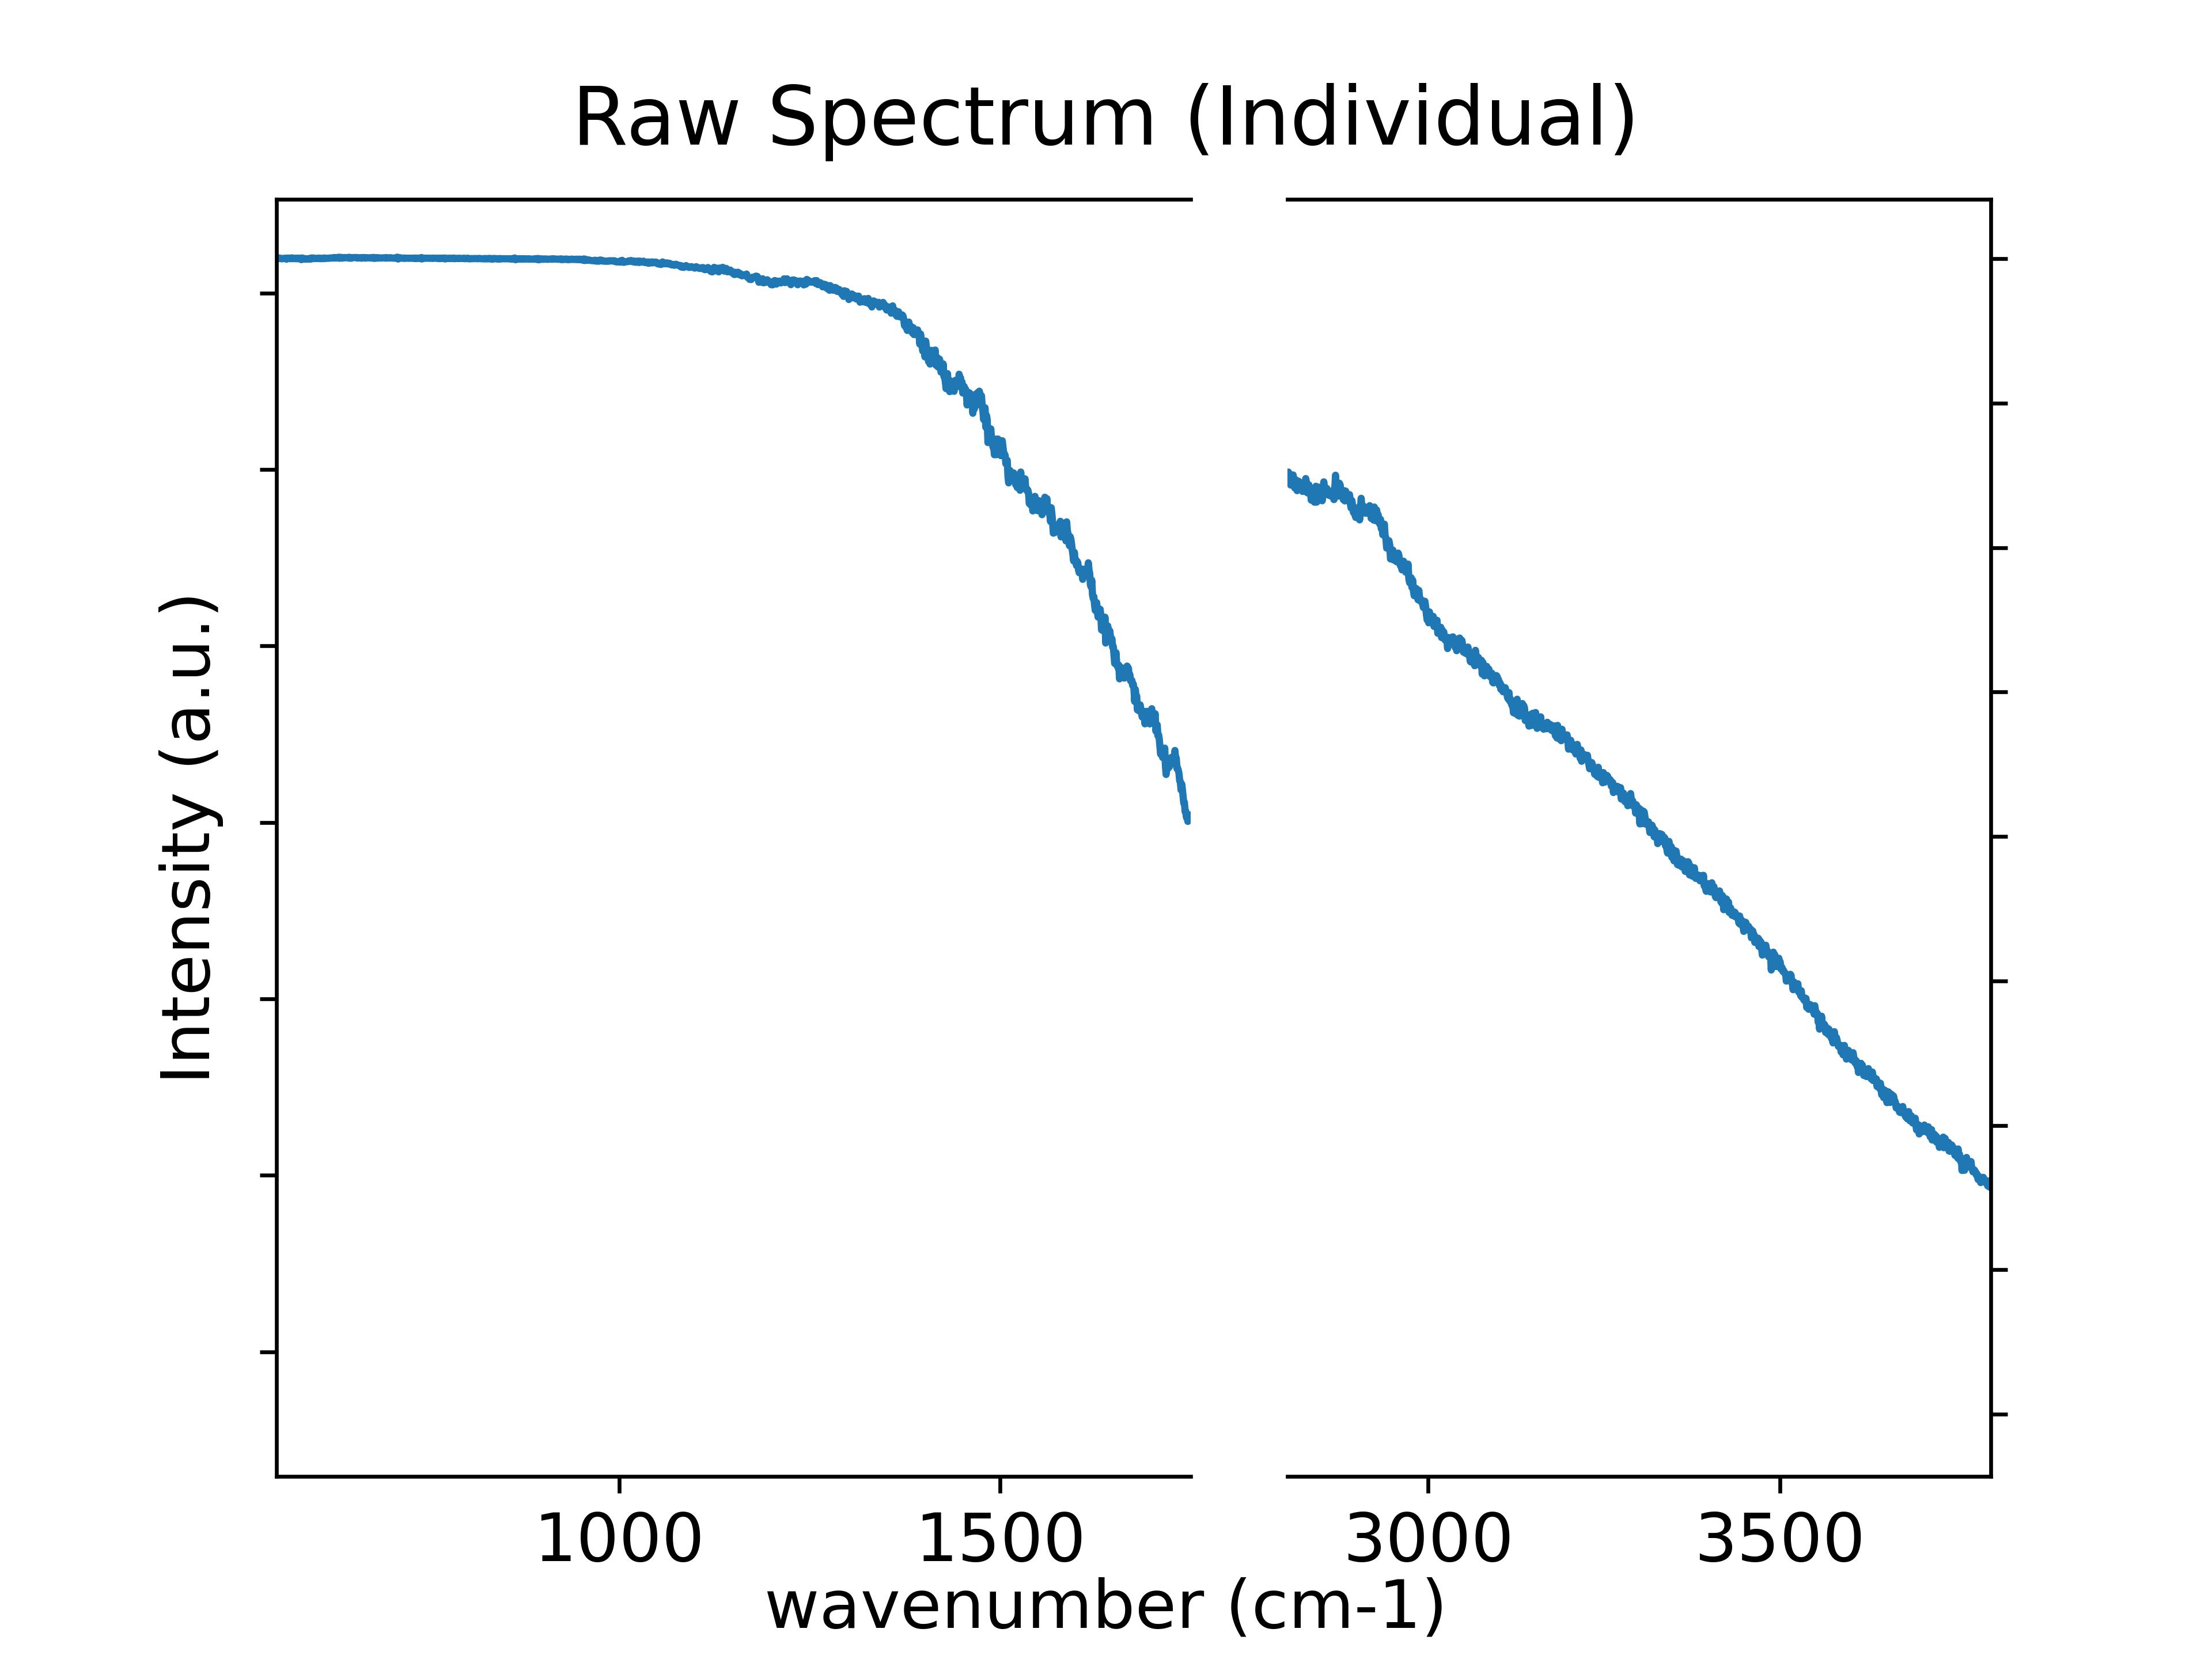 Raw Spectrum (Individual)
Intensity (a.u.)
1000 1500 3000 3500
wavenumber (cm-1)